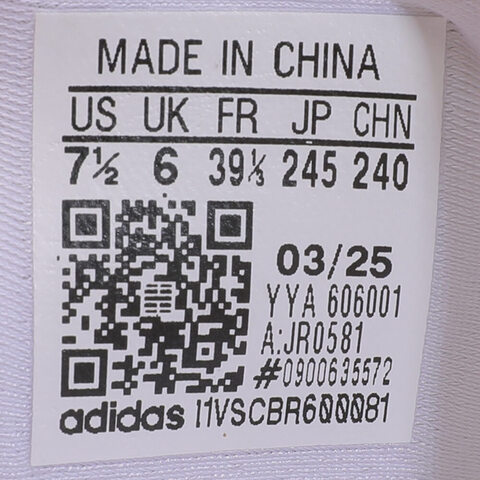 MADE IN CHINA
US UK FR JP CHN
7½ 6 39⅓ 245 240
03/25
YYA 606001
A:JR0581
#0900635572
adidas I1VSCBR600081